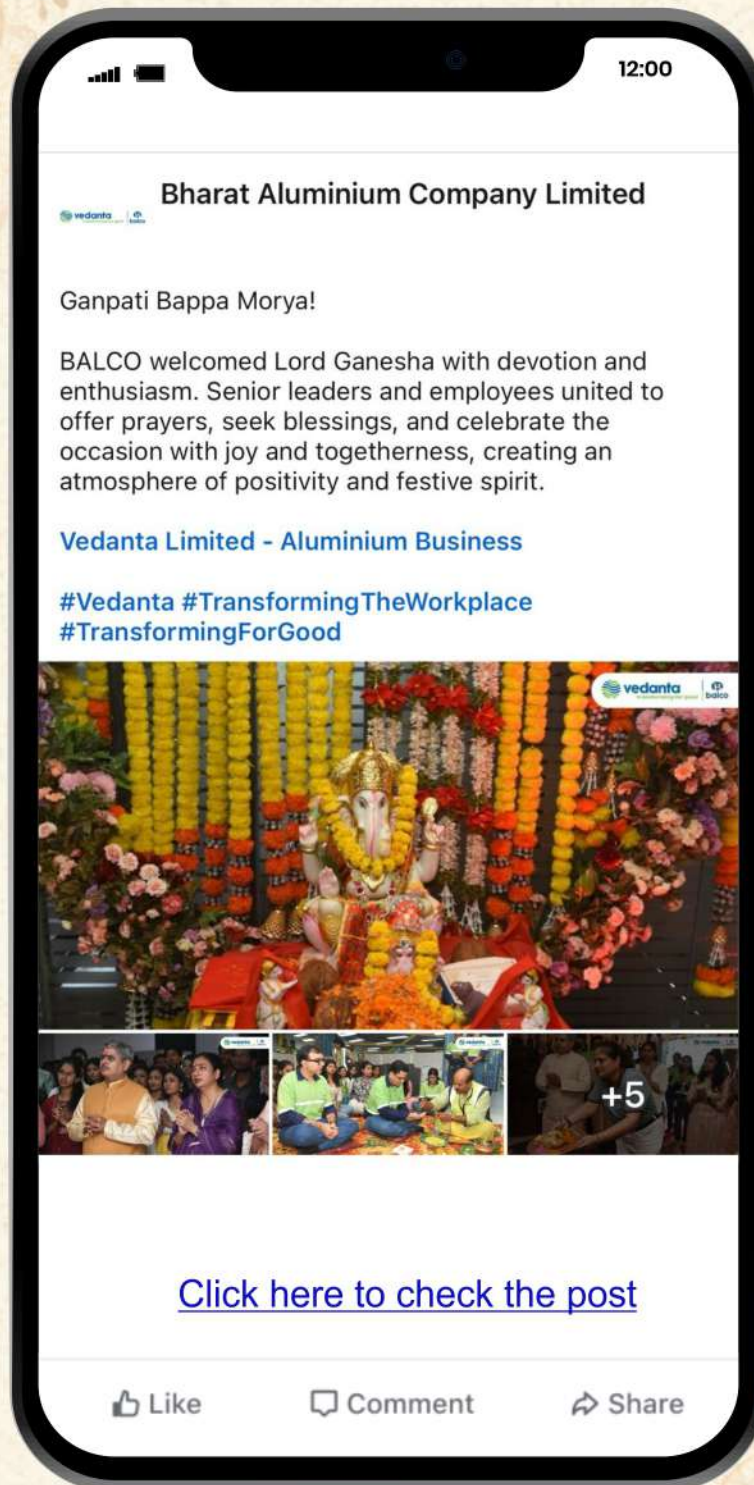 12:00
Bharat Aluminium Company Limited
vedanta
balco
Ganpati Bappa Morya!
BALCO welcomed Lord Ganesha with devotion and
enthusiasm. Senior leaders and employees united to
offer prayers, seek blessings, and celebrate the
occasion with joy and togetherness, creating an
atmosphere of positivity and festive spirit.
Vedanta Limited - Aluminium Business
#Vedanta #TransformingTheWorkplace
#TransformingForGood
vedanta
balco
vedanta
vedanta
+5
Click here to check the post
Like
Comment
Share